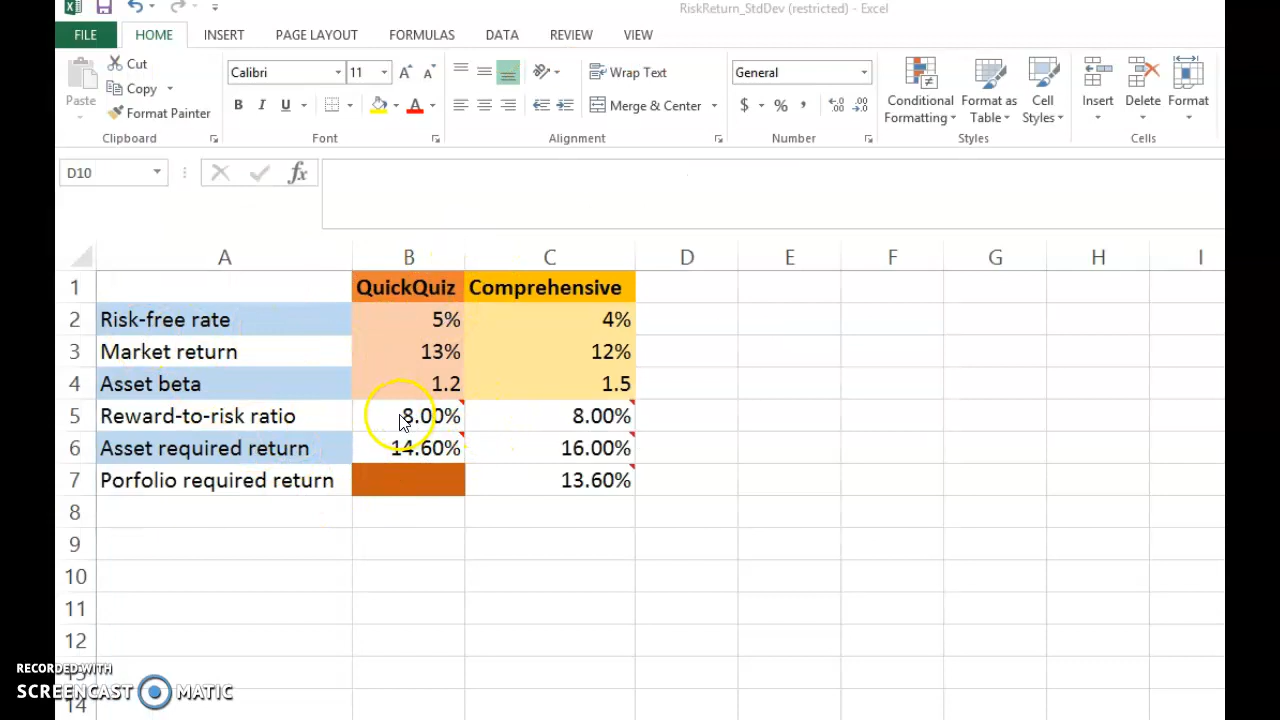 RiskReturn_StdDev (restricted) - Excel
FILE HOME INSERT PAGE LAYOUT FORMULAS DATA REVIEW VIEW
Paste
Cut
Copy
Format Painter
Calibri 11
B I U
Wrap Text
Merge & Center
General
$ % ,
Conditional Formatting
Format as Table
Cell Styles
Insert Delete Format
Clipboard Font Alignment Number Styles Cells
D10 fx
A B C D E F G H I
1 QuickQuiz Comprehensive
2 Risk-free rate 5% 4%
3 Market return 13% 12%
4 Asset beta 1.2 1.5
5 Reward-to-risk ratio 8.00% 8.00%
6 Asset required return 14.60% 16.00%
7 Porfolio required return 13.60%
8
9
10
11
12
13
14
RECORDED WITH
SCREENCAST MATIC